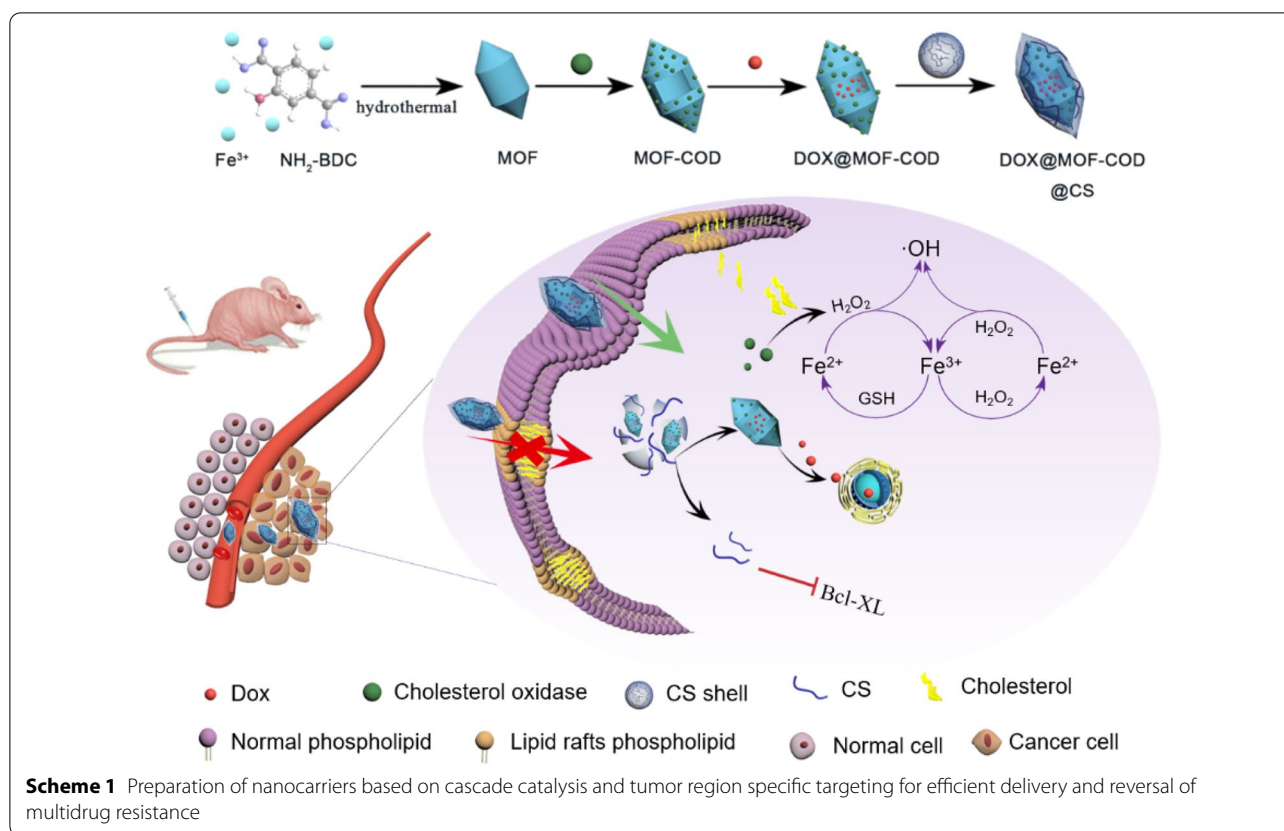 hydrothermal
Fe³⁺ NH₂-BDC MOF MOF-COD DOX@MOF-COD DOX@MOF-COD
@CS
·OH
H₂O₂ H₂O₂
Fe²⁺ Fe³⁺ Fe²⁺
GSH H₂O₂
Bcl-XL
Dox Cholesterol oxidase CS shell CS Cholesterol
Normal phospholipid Lipid rafts phospholipid Normal cell Cancer cell
Scheme 1 Preparation of nanocarriers based on cascade catalysis and tumor region specific targeting for efficient delivery and reversal of
multidrug resistance